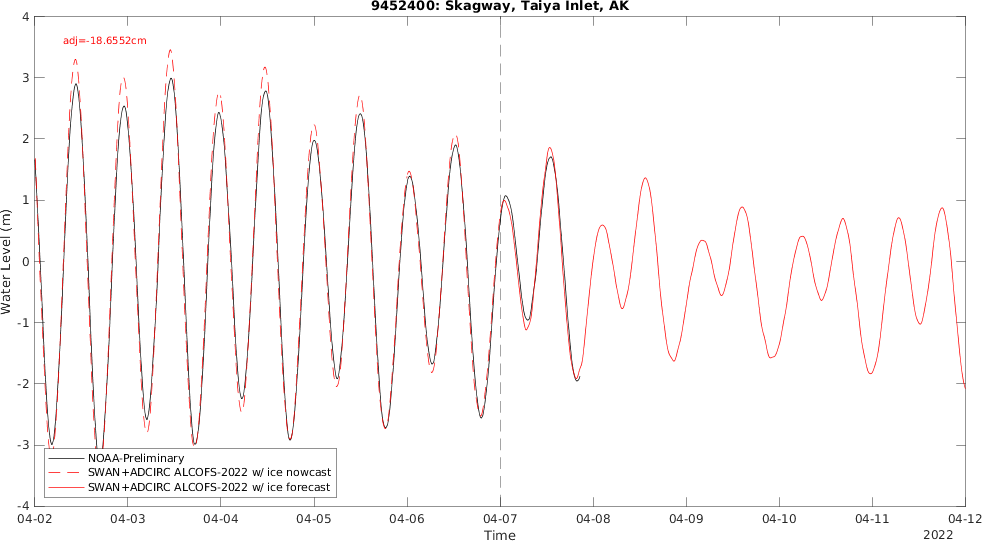 9452400: Skagway, Taiya Inlet, AK
adj=-18.6552cm
Water Level (m)
4
3
2
1
0
-1
-2
-3
-4
NOAA-Preliminary
SWAN+ADCIRC ALCOFS-2022 w/ ice nowcast
SWAN+ADCIRC ALCOFS-2022 w/ ice forecast
04-02 04-03 04-04 04-05 04-06 04-07 04-08 04-09 04-10 04-11 04-12
Time
2022